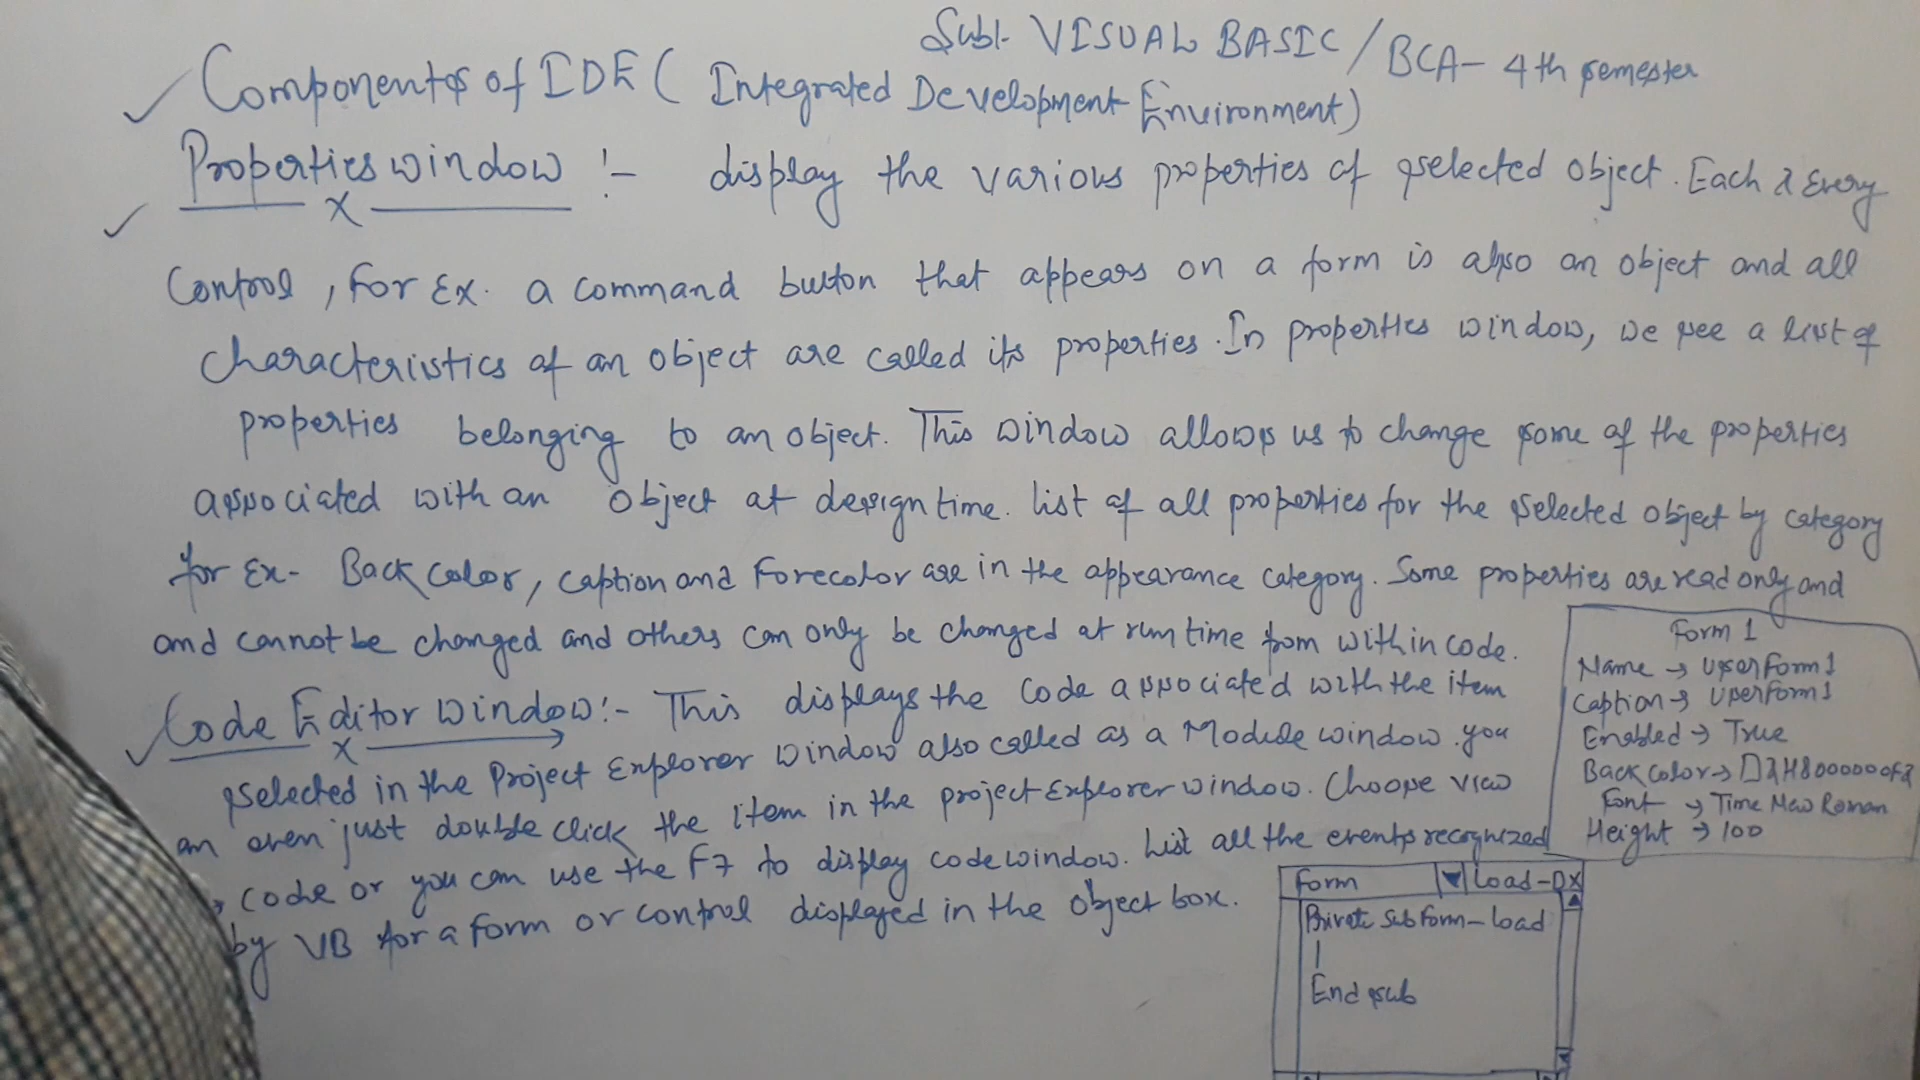 Sub:- VISUAL BASIC / BCA- 4th semester
Components of IDE ( Integrated Development Environment)
Properties window :- display the various properties of selected object. Each & Every
Control, for Ex. a command button that appears on a form is also an object and all
characteristics of an object are called its properties. In properties window, we see a list of
properties belonging to an object. This window allows us to change some of the properties
associated with an object at design time. list of all properties for the selected object by category
for Ex- Back color, caption and Forecolor are in the appearance category. Some properties are read only and
and cannot be changed and others can only be changed at run time from within code.
Code Editor window:- This displays the code associated with the item
selected in the Project Explorer window also called as a Module window. you
an even just double click the item in the project Explorer window. Choose view
code or you can use the F7 to display code window. List all the events recognized
by VB for a form or control displayed in the object box.
Form 1
Name → UserForm1
Caption → UserForm1
Enabled → True
Back color → &H8000000F&
Font → Time New Roman
Height → 100
Form Load
Private sub Form-Load
End sub